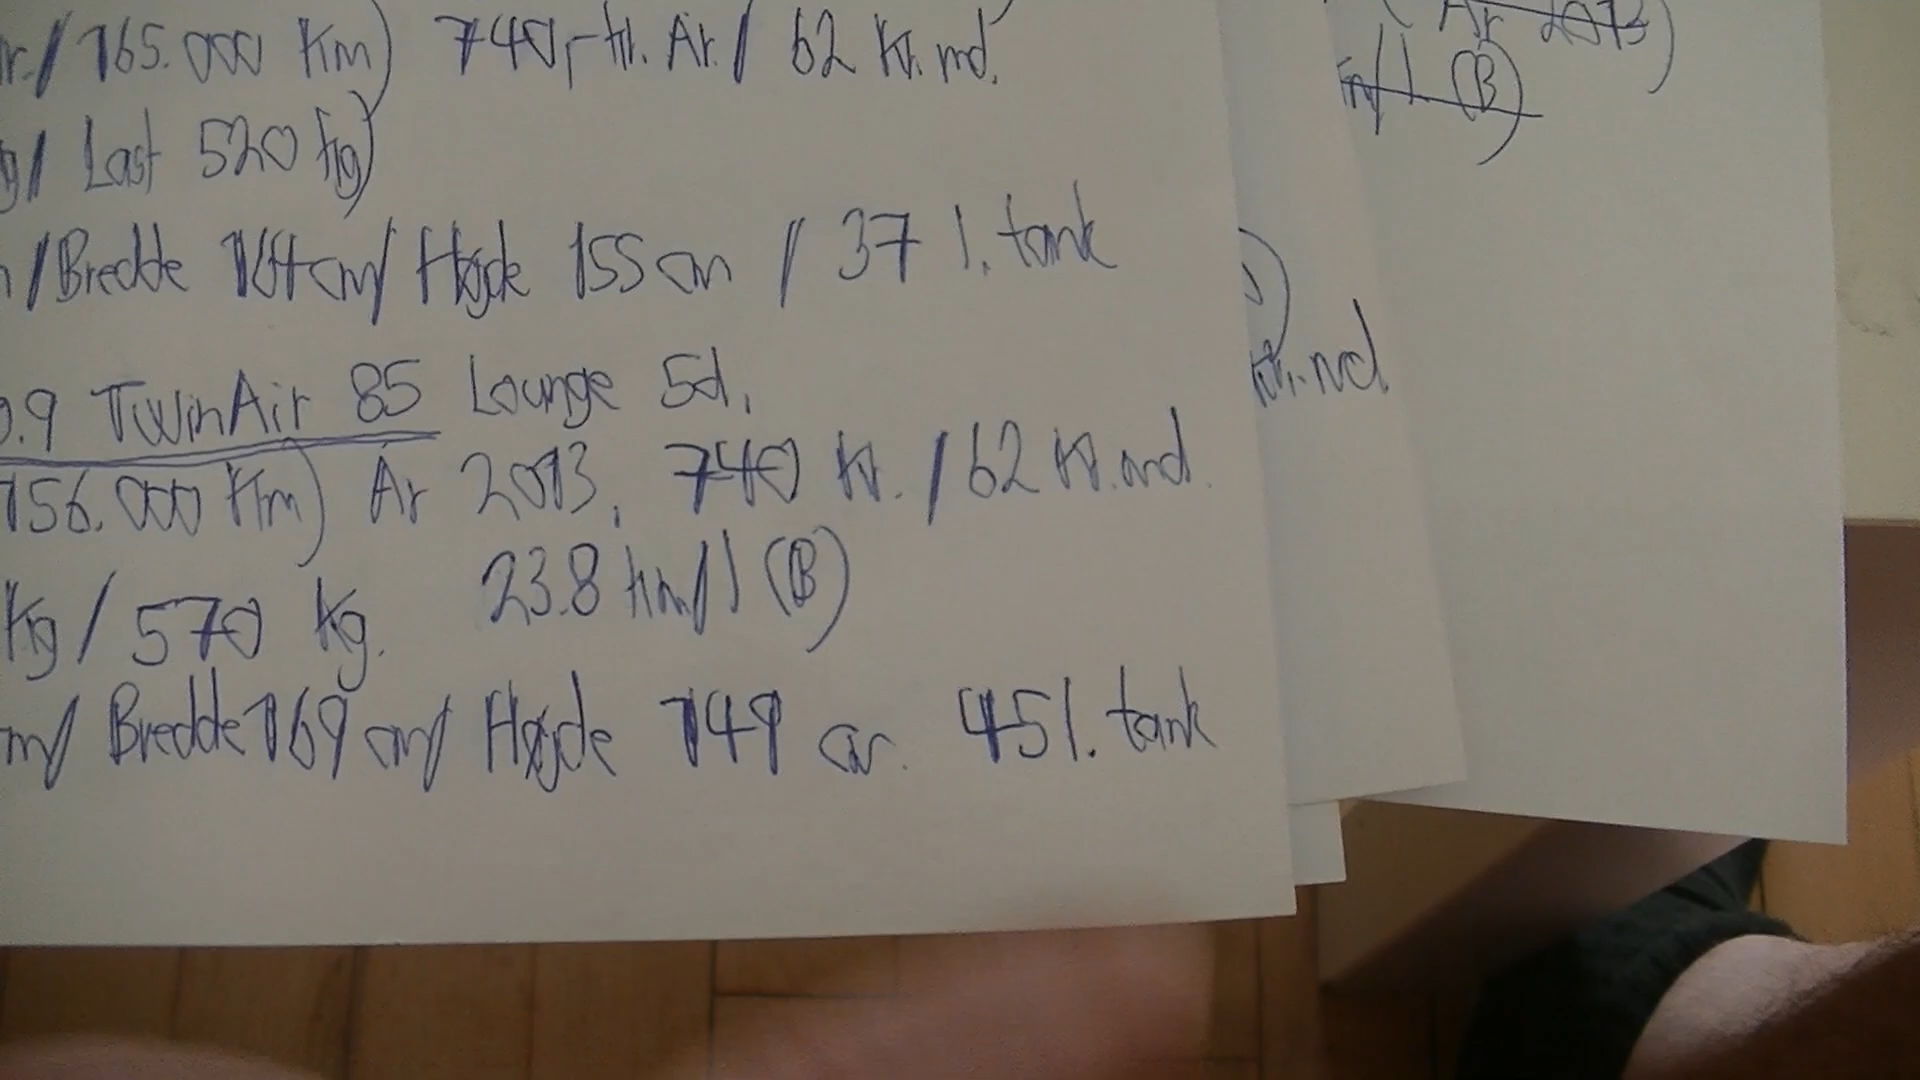 r./ 165.000 Km) 740,- kr. År. / 62 Kr. md.
g/ Last 520 kg)
/ Bredde 164 cm/ Højde 155 cm / 37 l. tank
0.9 TwinAir 85 Lounge 5d.
156.000 Km) År 2013, 740 Kr. / 62 Kr. md.
Kg / 570 kg. 23.8 km/l (B)
m/ Bredde 169 cm/ Højde 149 cm. 45 l. tank
År 2013)
km/l (B)
)
Kr. md.